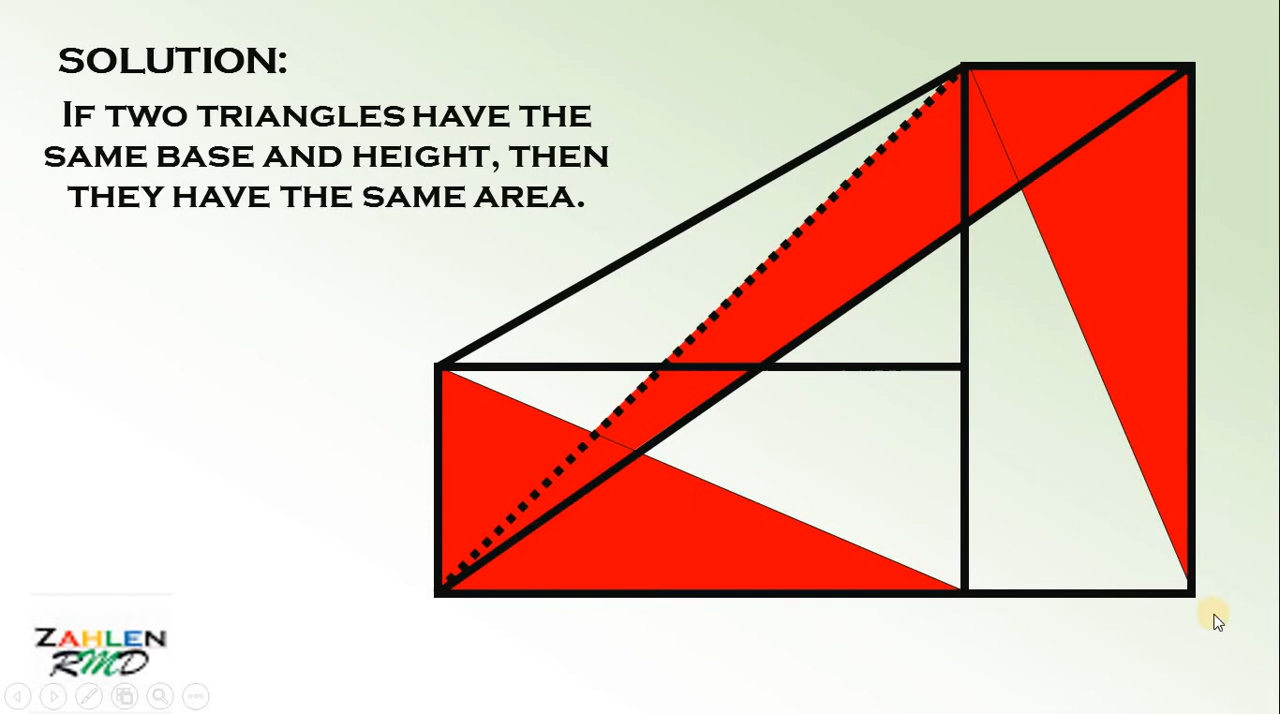 SOLUTION:
IF TWO TRIANGLES HAVE THE
SAME BASE AND HEIGHT, THEN
THEY HAVE THE SAME AREA.
ZAHLEN
RMD